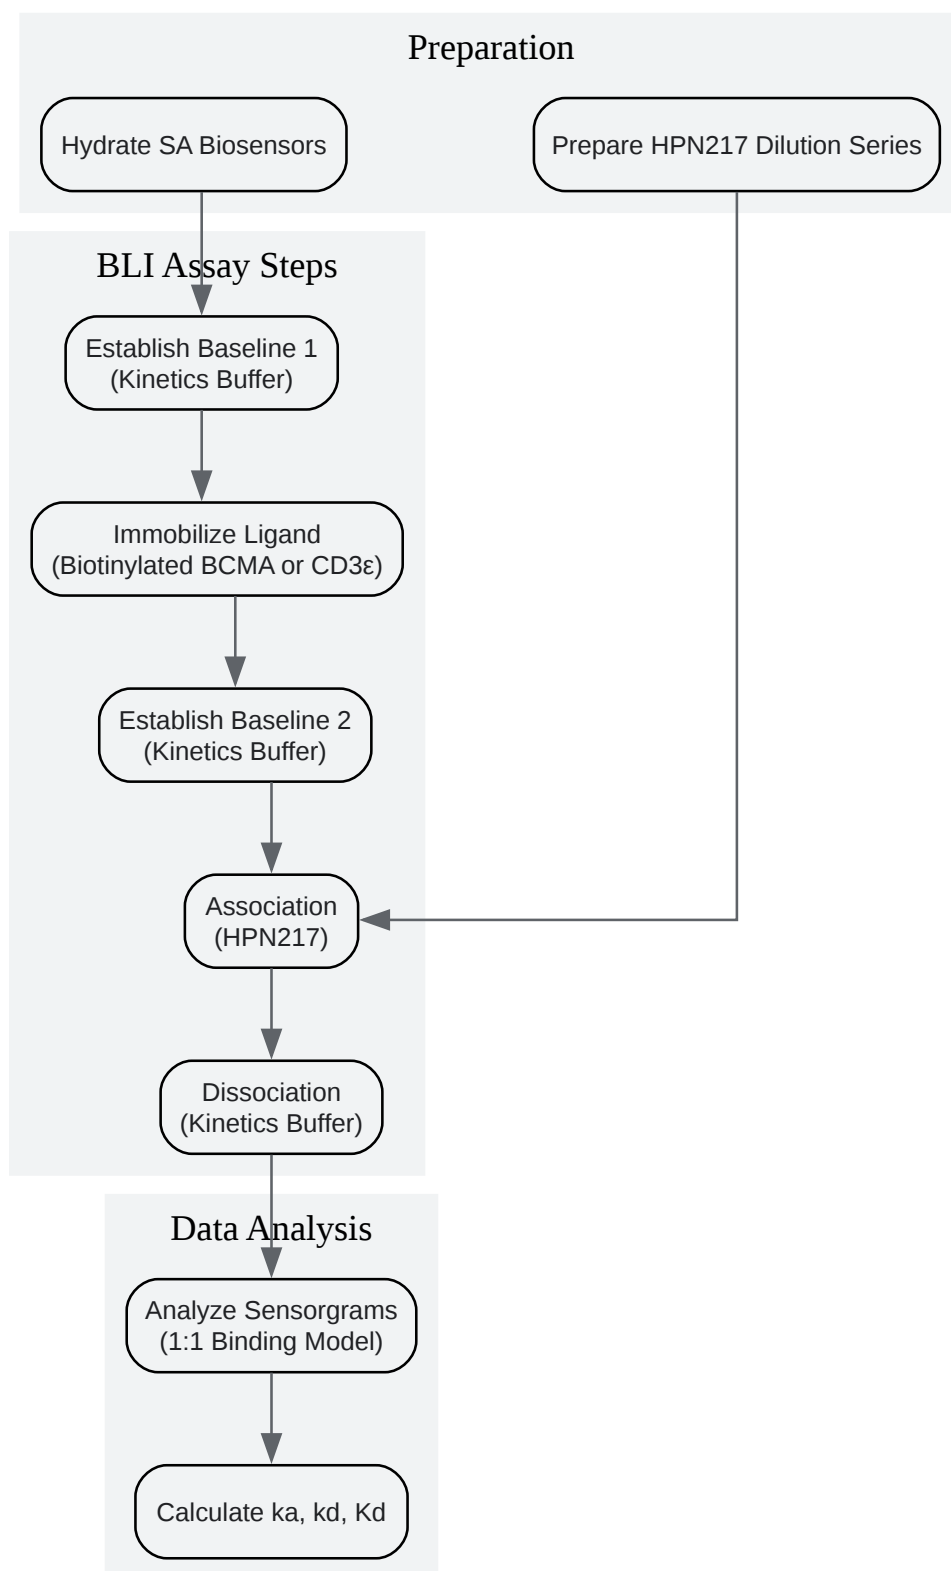 Preparation
Hydrate SA Biosensors
Prepare HPN217 Dilution Series
BLI Assay Steps
Establish Baseline 1
(Kinetics Buffer)
Immobilize Ligand
(Biotinylated BCMA or CD3ε)
Establish Baseline 2
(Kinetics Buffer)
Association
(HPN217)
Dissociation
(Kinetics Buffer)
Data Analysis
Analyze Sensorgrams
(1:1 Binding Model)
Calculate ka, kd, Kd